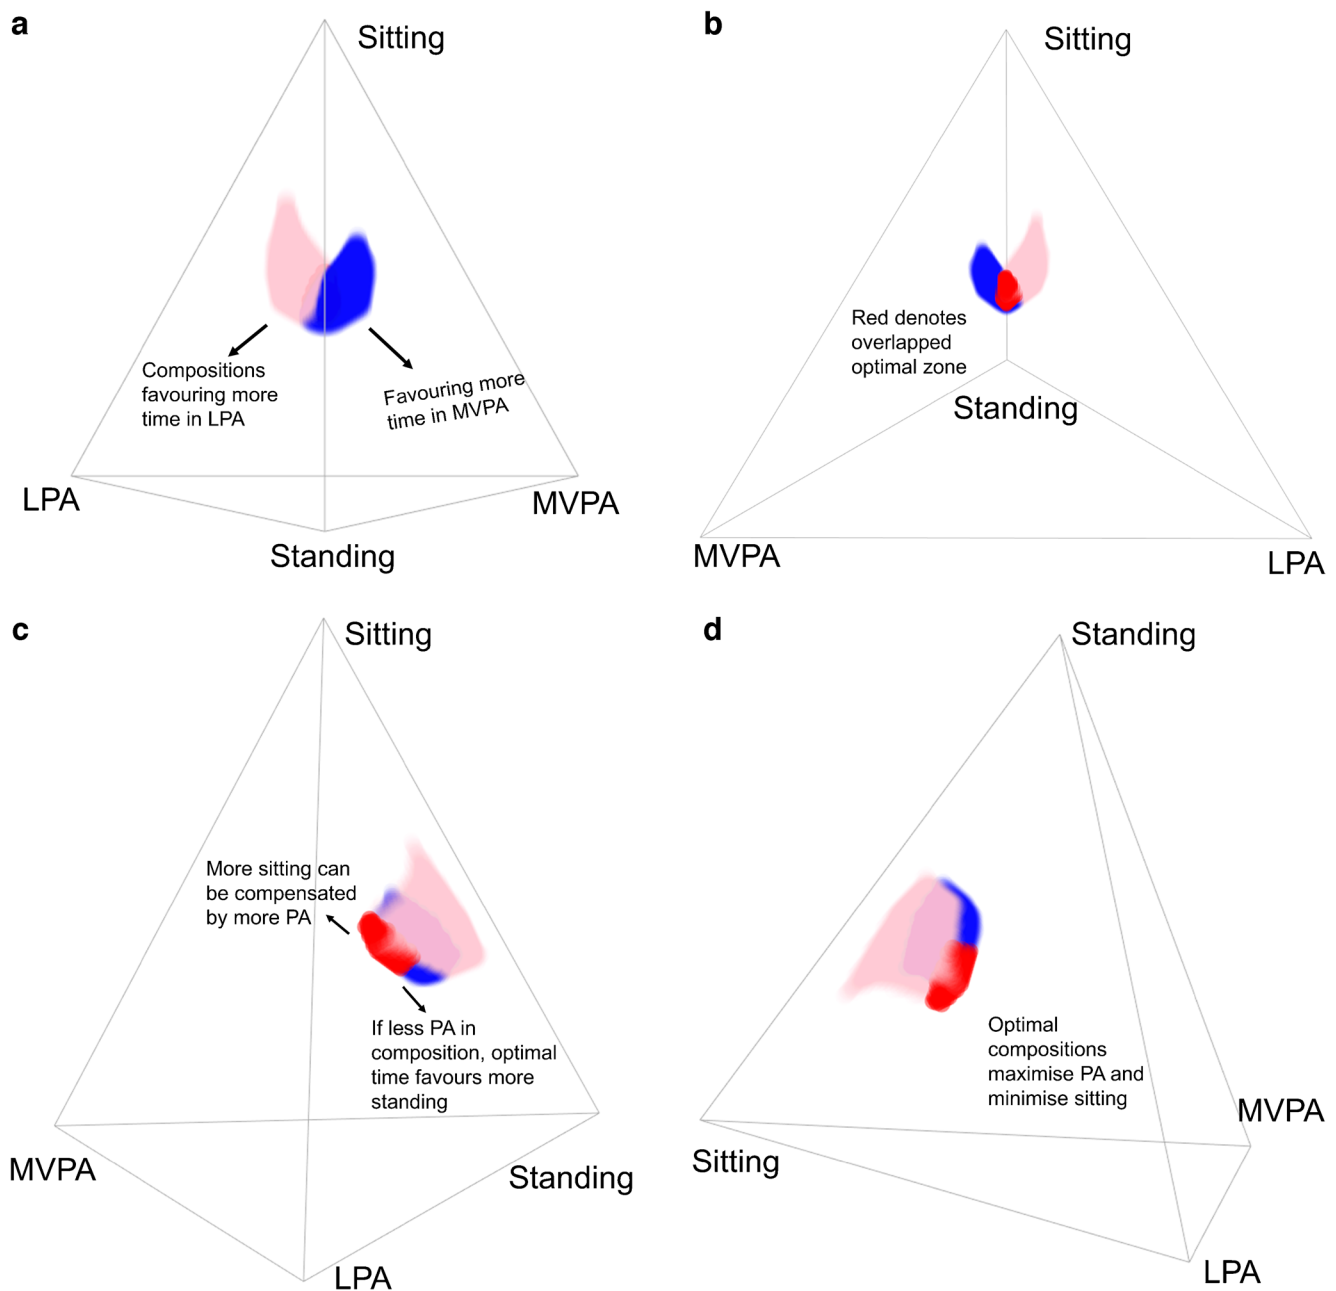 a
Sitting
Compositions
favouring more
time in LPA
Favouring more
time in MVPA
LPA
MVPA
Standing
b
Sitting
Red denotes
overlapped
optimal zone
Standing
MVPA
LPA
c
Sitting
More sitting can
be compensated
by more PA
If less PA in
composition, optimal
time favours more
standing
MVPA
Standing
LPA
d
Standing
Optimal
compositions
maximise PA and
minimise sitting
MVPA
Sitting
LPA